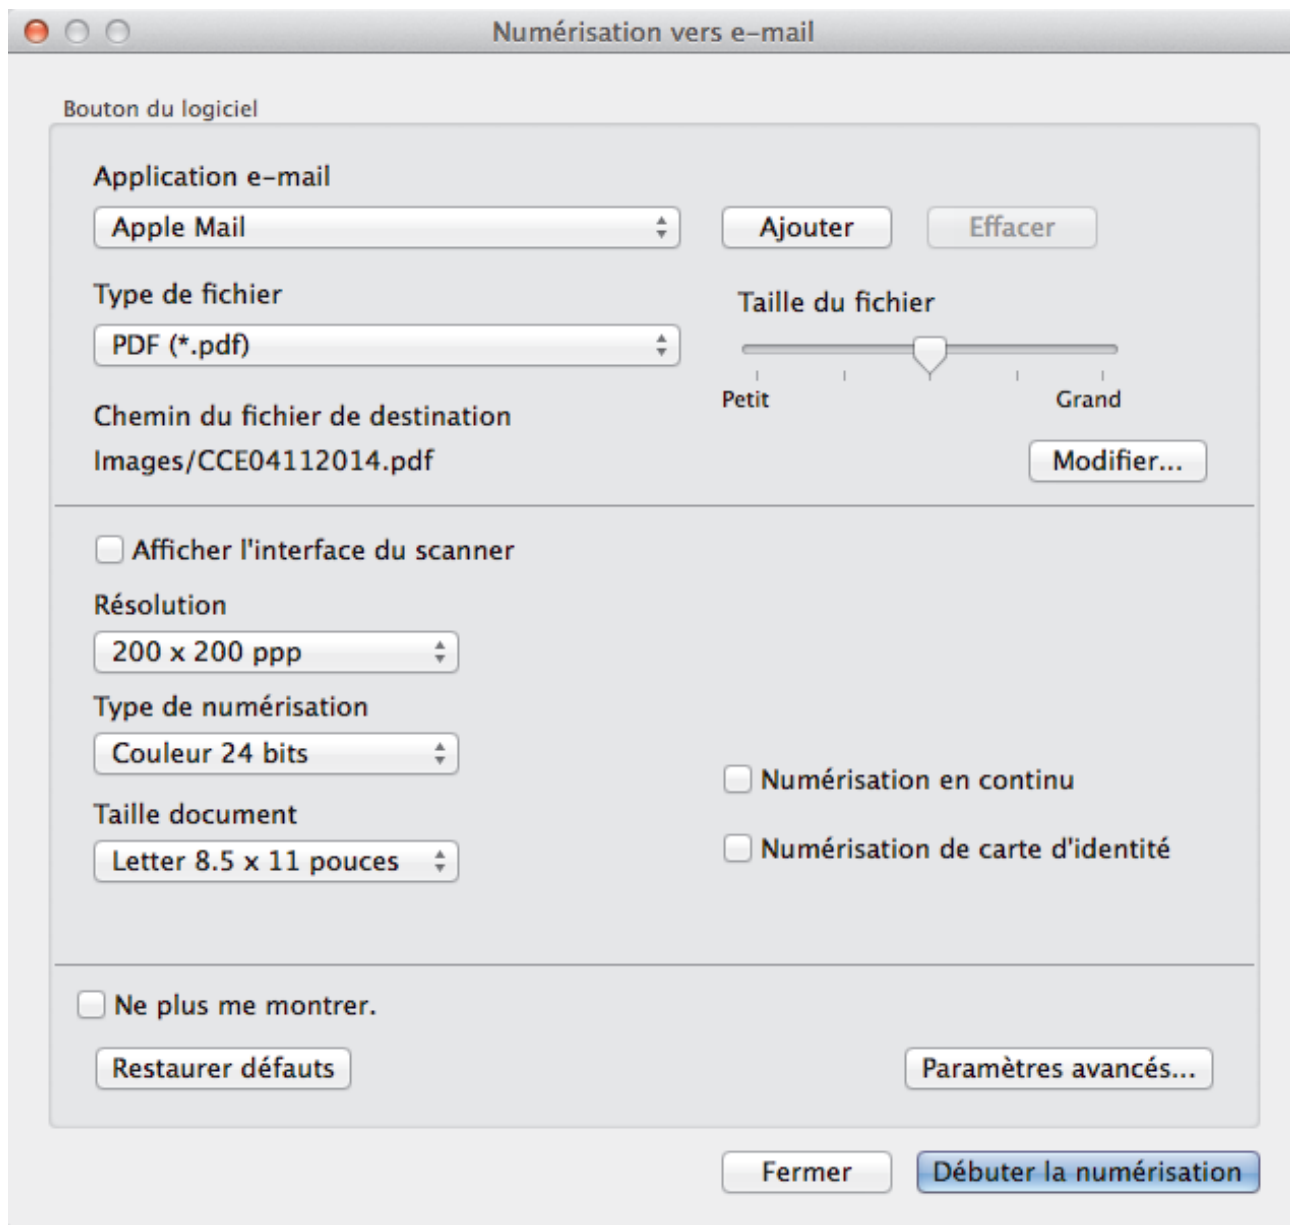 Numérisation vers e-mail
Bouton du logiciel
Application e-mail
Apple Mail
Ajouter
Effacer
Type de fichier
Taille du fichier
PDF (*.pdf)
Petit
Grand
Chemin du fichier de destination
Images/CCE04112014.pdf
Modifier...
Afficher l'interface du scanner
Résolution
200 x 200 ppp
Type de numérisation
Couleur 24 bits
Numérisation en continu
Taille document
Letter 8.5 x 11 pouces
Numérisation de carte d'identité
Ne plus me montrer.
Restaurer défauts
Paramètres avancés...
Fermer
Débuter la numérisation